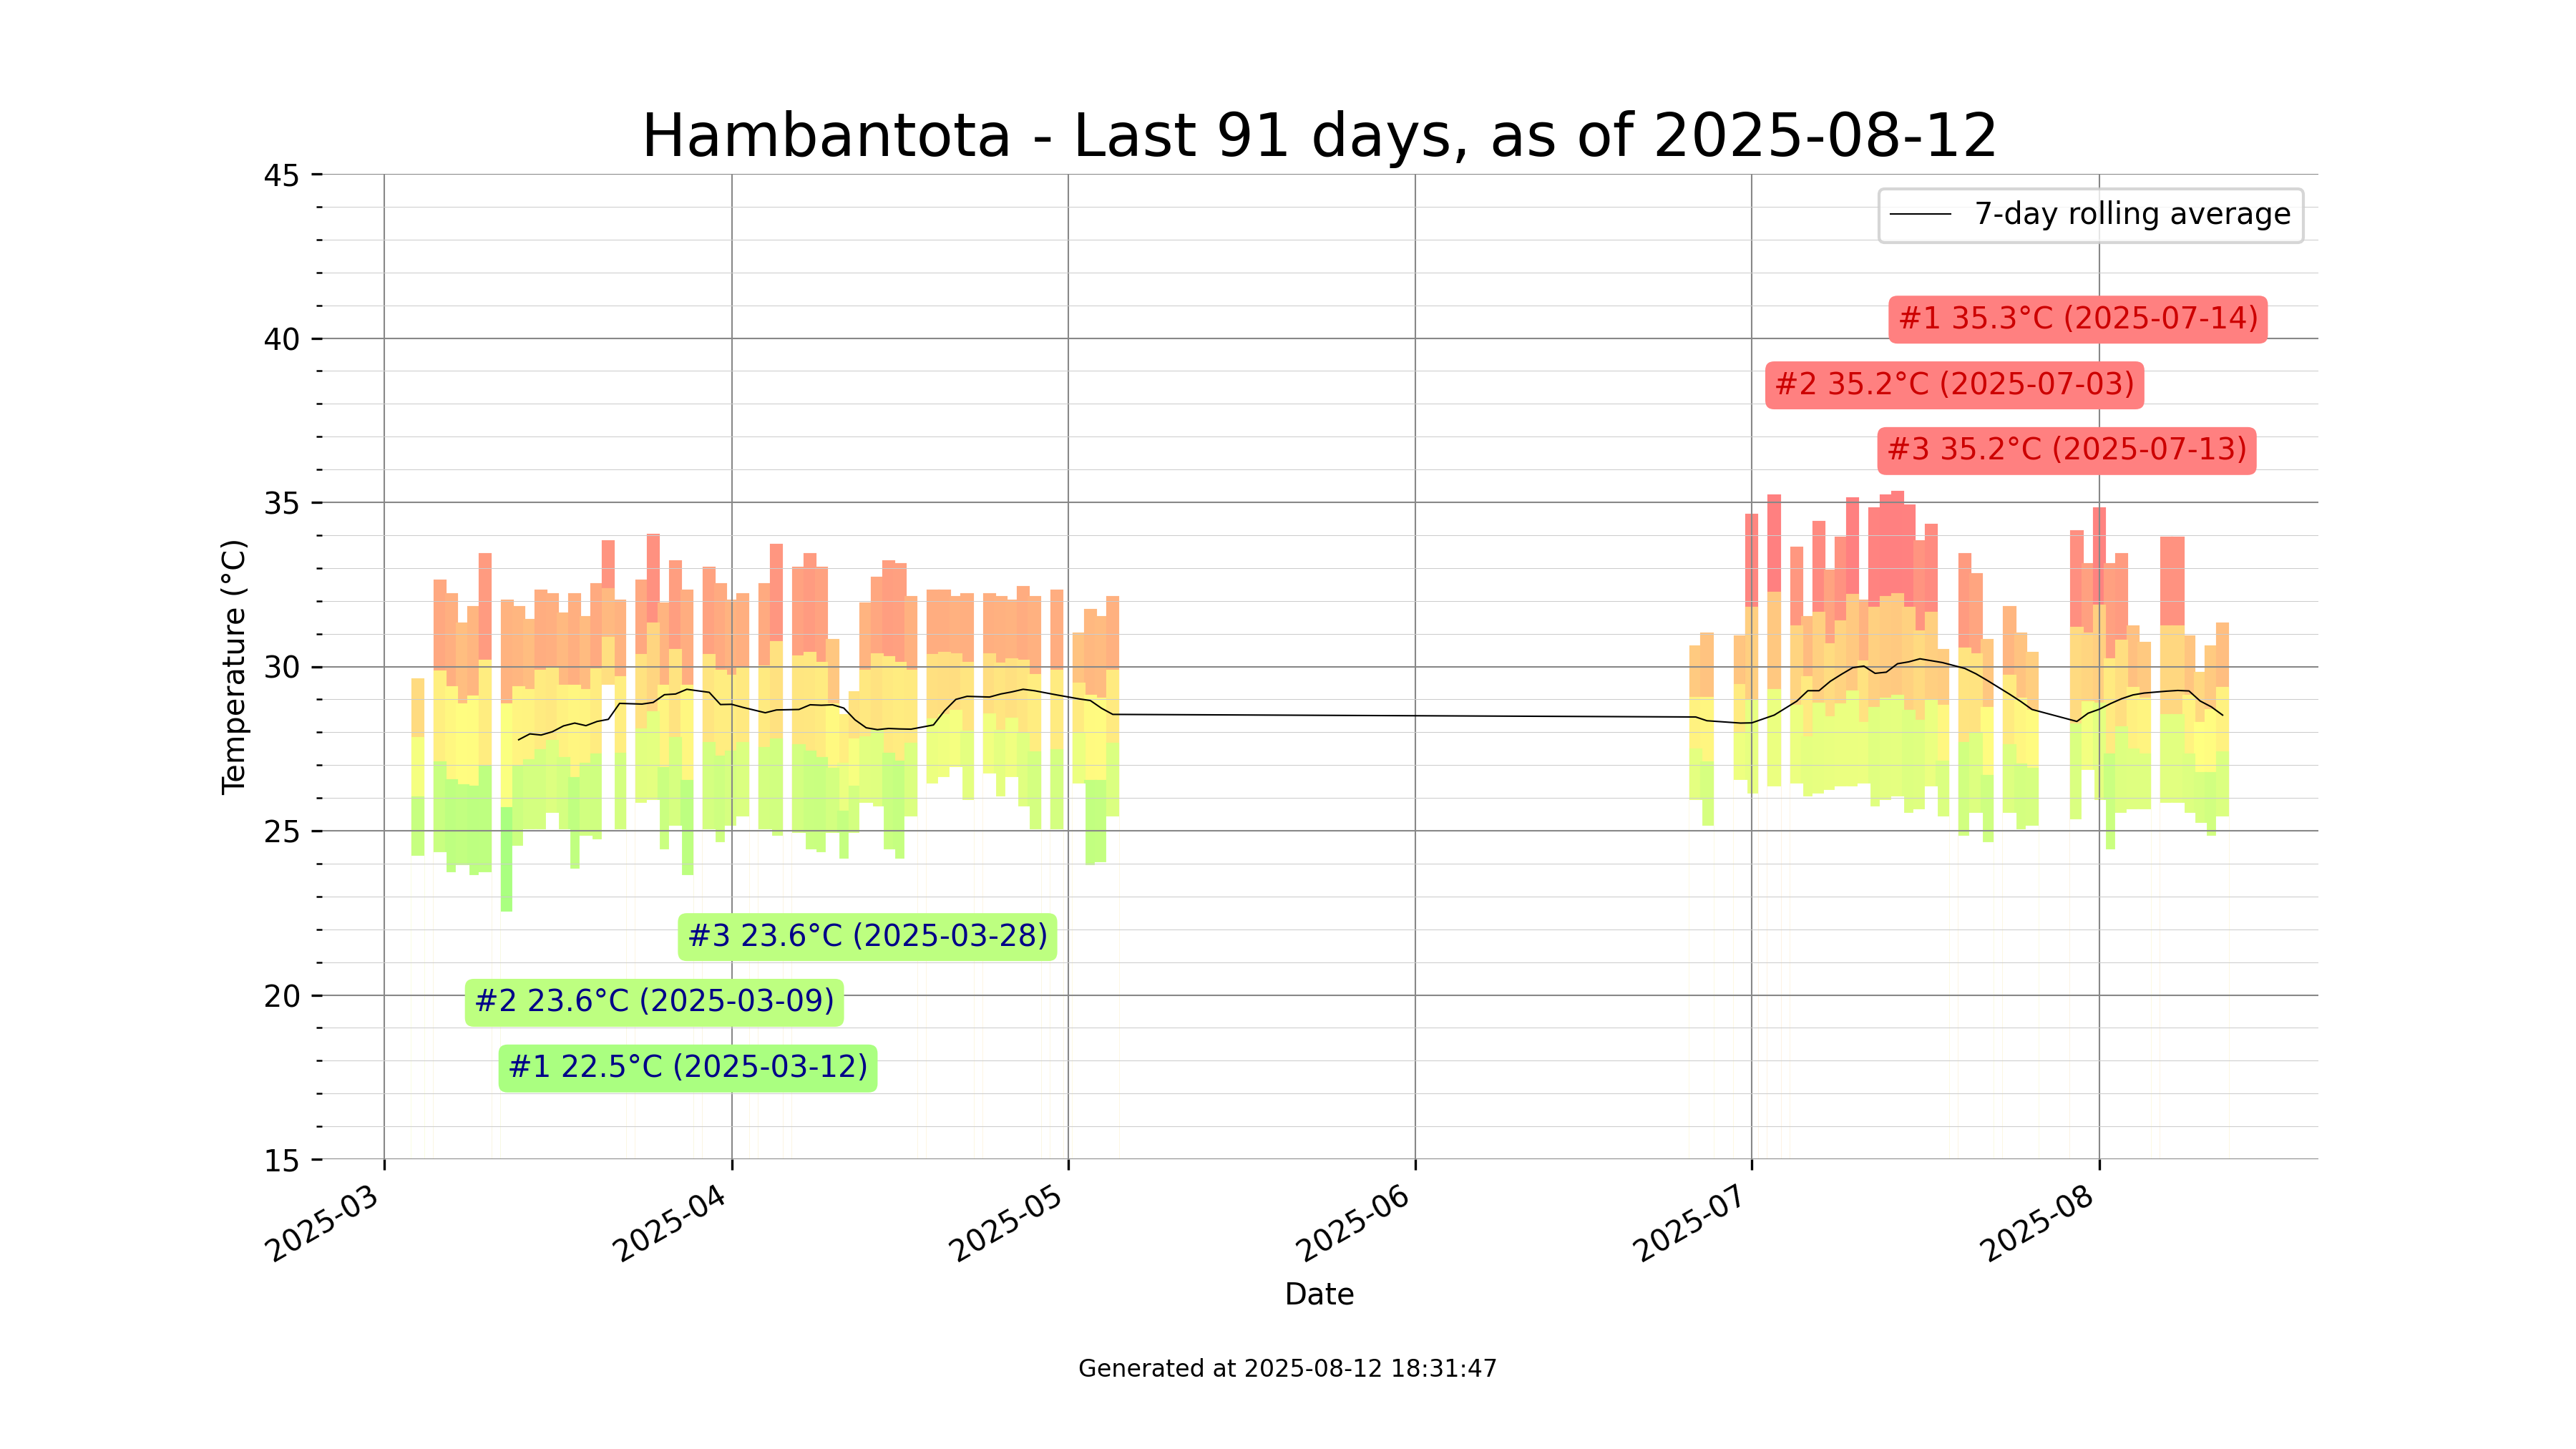 Hambantota - Last 91 days, as of 2025-08-12
45
40
35
30
25
20
15
Temperature (°C)
7-day rolling average
#1 35.3°C (2025-07-14)
#2 35.2°C (2025-07-03)
#3 35.2°C (2025-07-13)
#3 23.6°C (2025-03-28)
#2 23.6°C (2025-03-09)
#1 22.5°C (2025-03-12)
2025-03
2025-04
2025-05
2025-06
2025-07
2025-08
Date
Generated at 2025-08-12 18:31:47